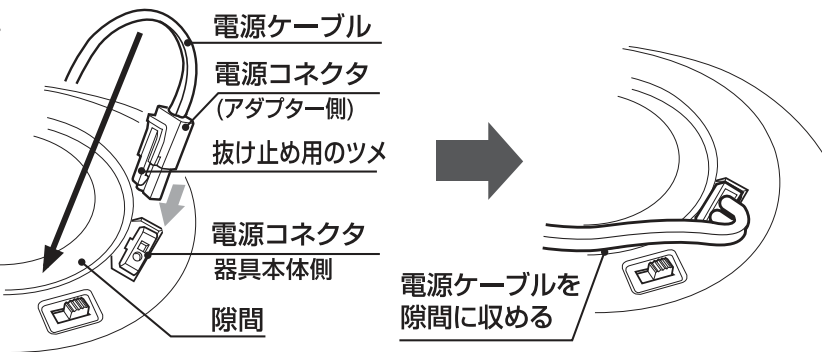 電源ケーブル
電源コネクタ
(アダプター側)
抜け止め用のツメ
電源コネクタ
器具本体側
隙間
電源ケーブルを
隙間に収める